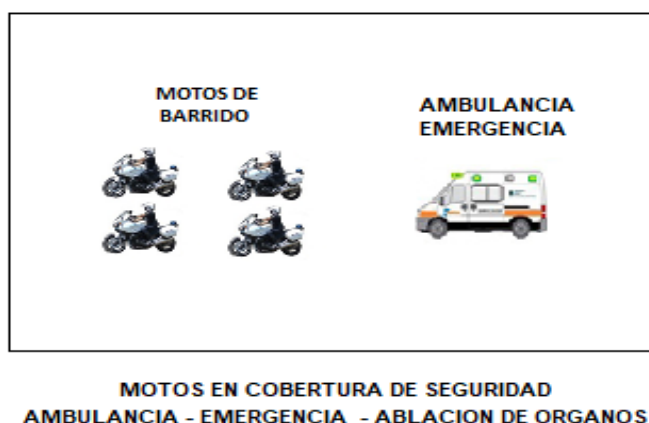 MOTOS DE
BARRIDO
AMBULANCIA
EMERGENCIA
MOTOS EN COBERTURA DE SEGURIDAD
AMBULANCIA - EMERGENCIA - ABLACION DE ORGANOS